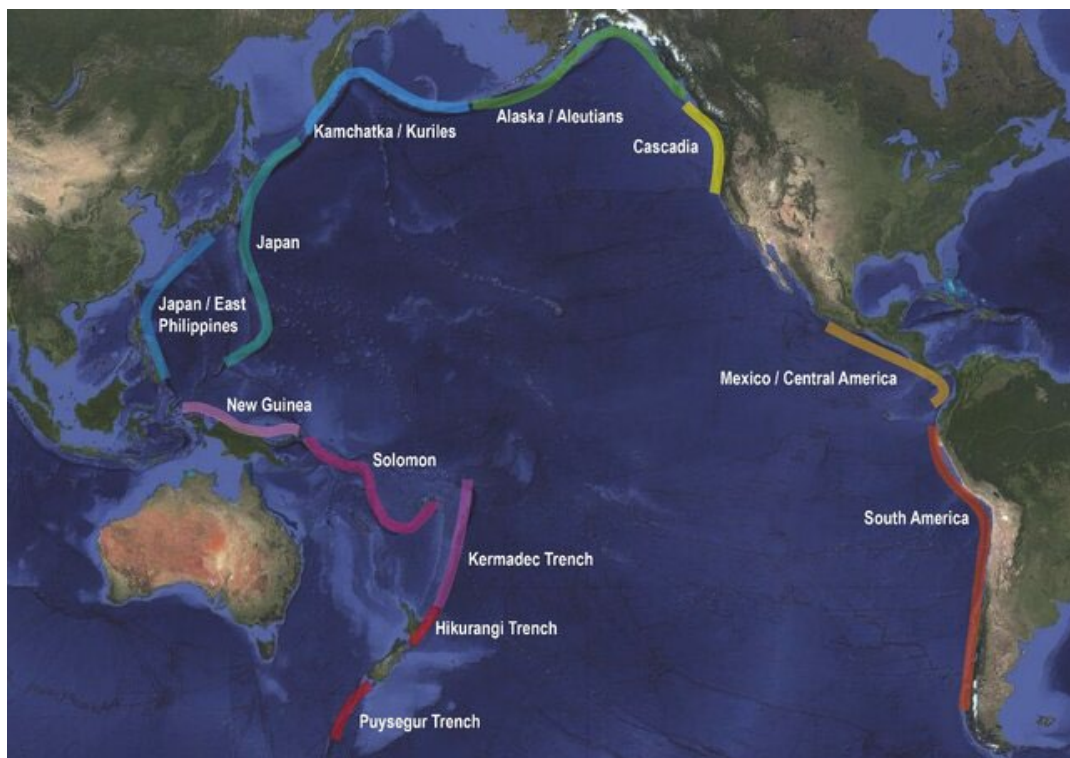 Alaska / Aleutians
Kamchatka / Kuriles
Cascadia
Japan
Japan / East
Philippines
Mexico / Central America
New Guinea
Solomon
South America
Kermadec Trench
Hikurangi Trench
Puysegur Trench